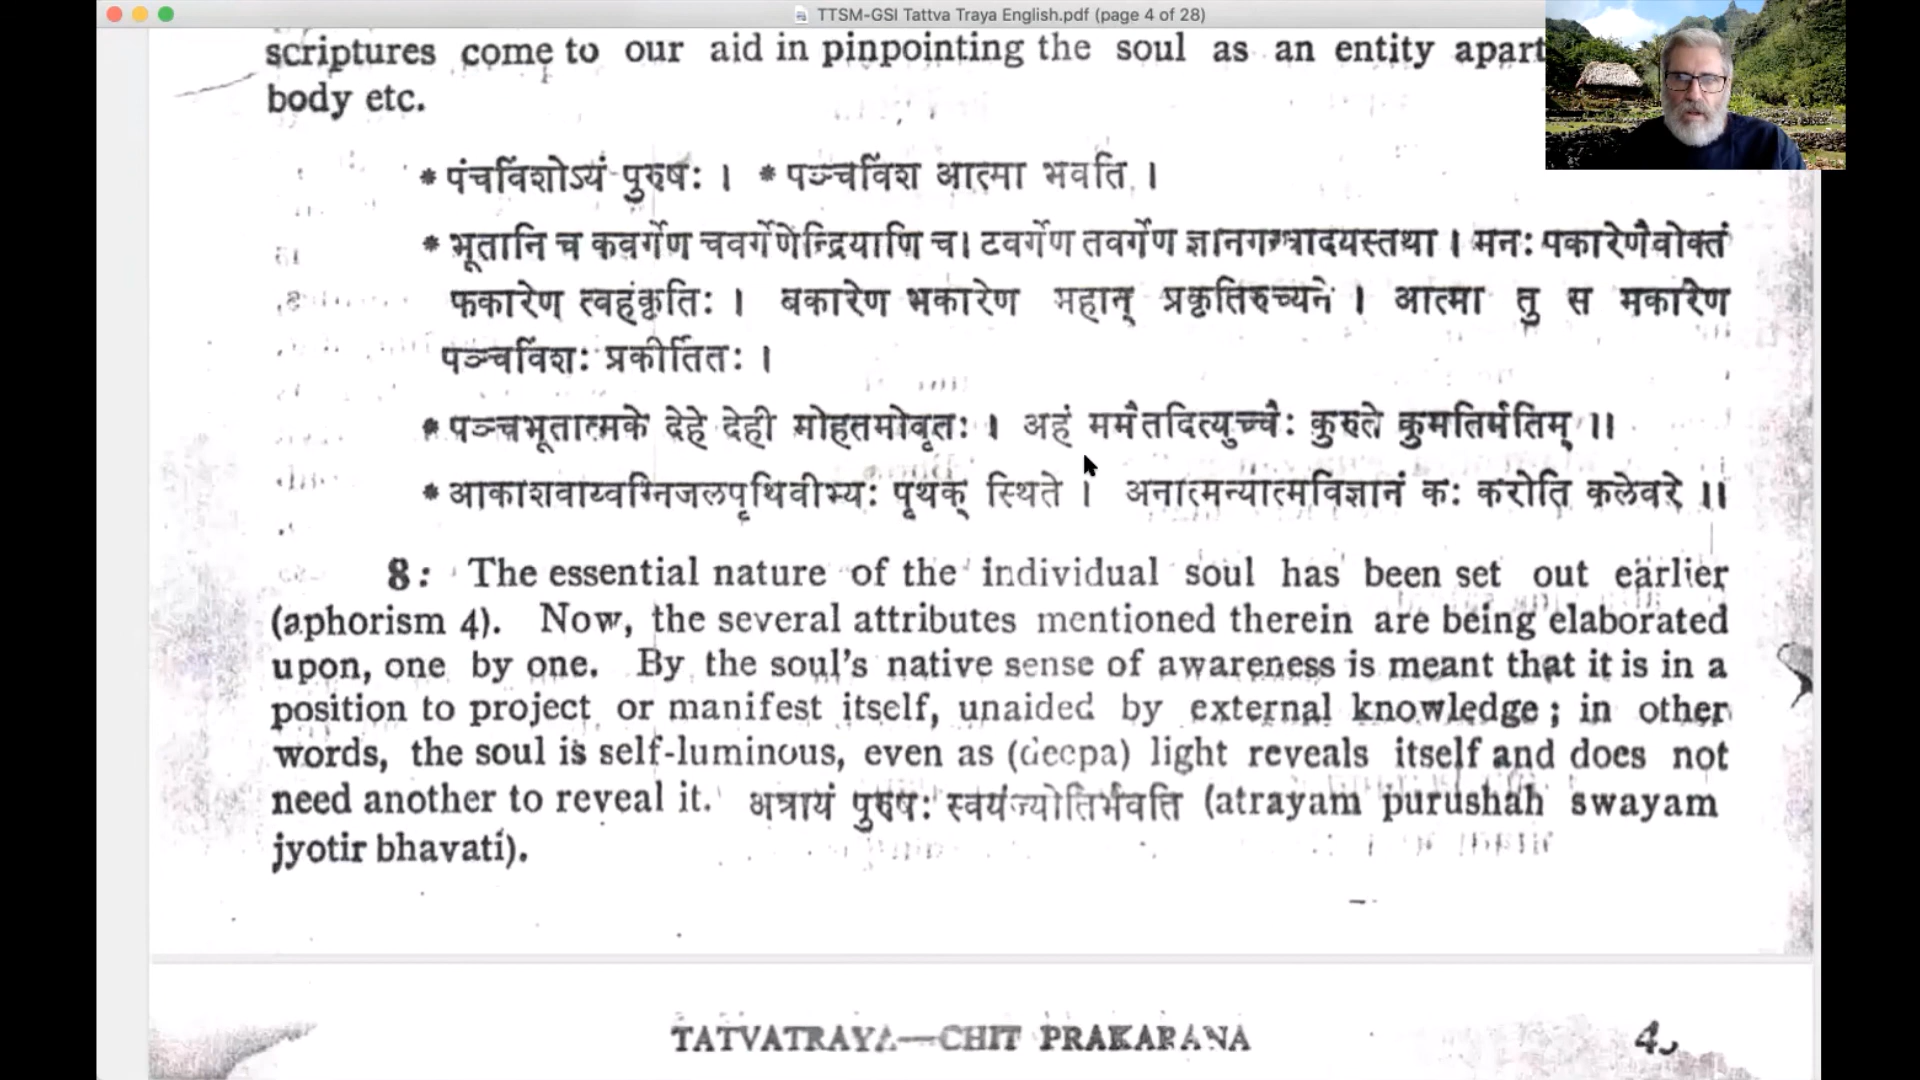 TTSM-GSI Tattva Traya English.pdf (page 4 of 28)
scriptures come to our aid in pinpointing the soul as an entity apart
body etc.
* पंचविंशोऽयं पुरुषः । * पञ्चविंश आत्मा भवति ।
* भूतानि च कवर्गेण चवर्गेणेन्द्रियाणि च। टवर्गेण तवर्गेण । मनः पकारेणैवोक्तं
फकारेण त्वहंकृतिः । बकारेण भकारेण महान् । आत्मा तु स मकारेण
पञ्चविंशः प्रकीर्तितः ।
* पञ्चभूतात्मके देहे देही मोहतमोवृतः । अहं ममैतदित्युच्चैः कुरुते कुमतिर्मतिम् ॥
* आकाशवाय्वग्निजलपृथिवीभ्यः पृथक् स्थिते । अनात्मन्यात्मविज्ञानं कः करोति कलेवरे ॥
8: The essential nature of the individual soul has been set out earlier
(aphorism 4). Now, the several attributes mentioned therein are being elaborated
upon, one by one. By the soul's native sense of awareness is meant that it is in a
position to project or manifest itself, unaided by external knowledge; in other
words, the soul is self-luminous, even as (deepa) light reveals itself and does not
need another to reveal it. अत्रायं पुरुषः स्वयंज्योतिर्भवति (atrayam purushah swayam
jyotir bhavati).
TATVATRAYA—CHIT PRAKARANA